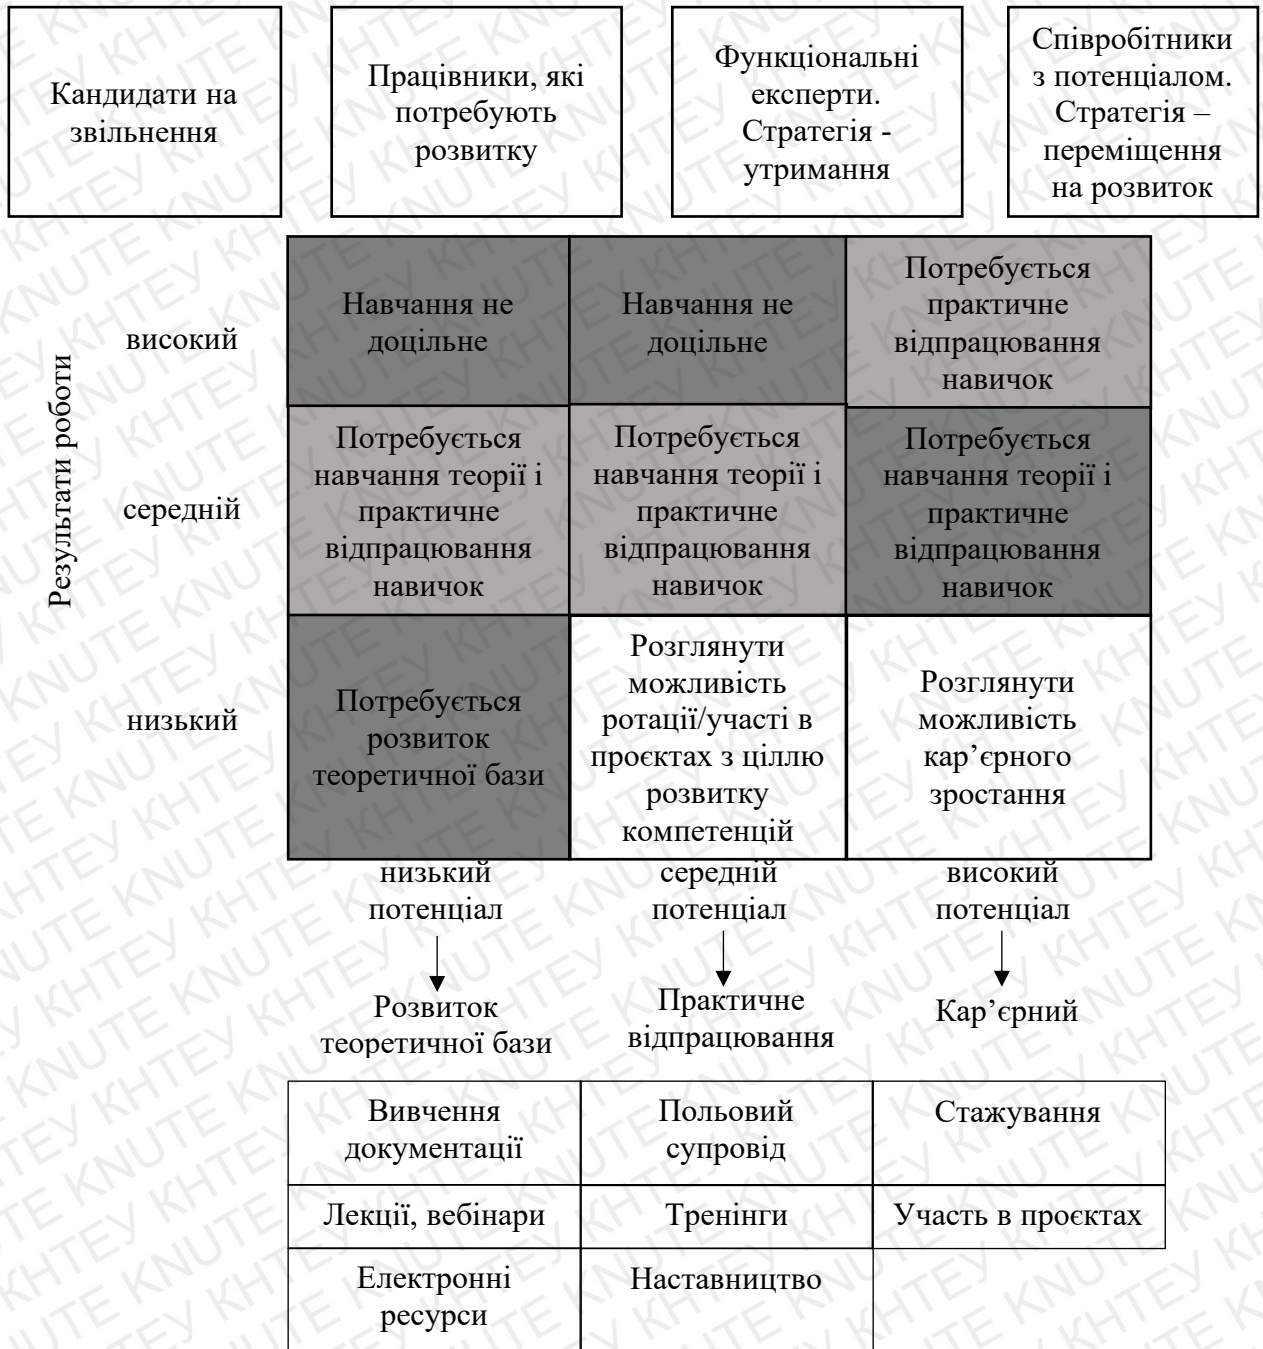 Кандидати на
звільнення
Працівники, які
потребують
розвитку
Функціональні
експерти.
Стратегія -
утримання
Співробітники
з потенціалом.
Стратегія –
переміщення
на розвиток
Результати роботи
високий
Навчання не
доцільне
Навчання не
доцільне
Потребується
практичне
відпрацювання
навичок
середній
Потребується
навчання теорії і
практичне
відпрацювання
навичок
Потребується
навчання теорії і
практичне
відпрацювання
навичок
Потребується
навчання теорії і
практичне
відпрацювання
навичок
низький
Потребується
розвиток
теоретичної бази
Розглянути
можливість
ротації/участі в
проєктах з ціллю
розвитку
компетенцій
Розглянути
можливість
кар’єрного
зростання
низький
потенціал
середній
потенціал
високий
потенціал
Розвиток
теоретичної бази
Практичне
відпрацювання
Кар’єрний
Вивчення
документації
Польовий
супровід
Стажування
Лекції, вебінари
Тренінги
Участь в проєктах
Електронні
ресурси
Наставництво